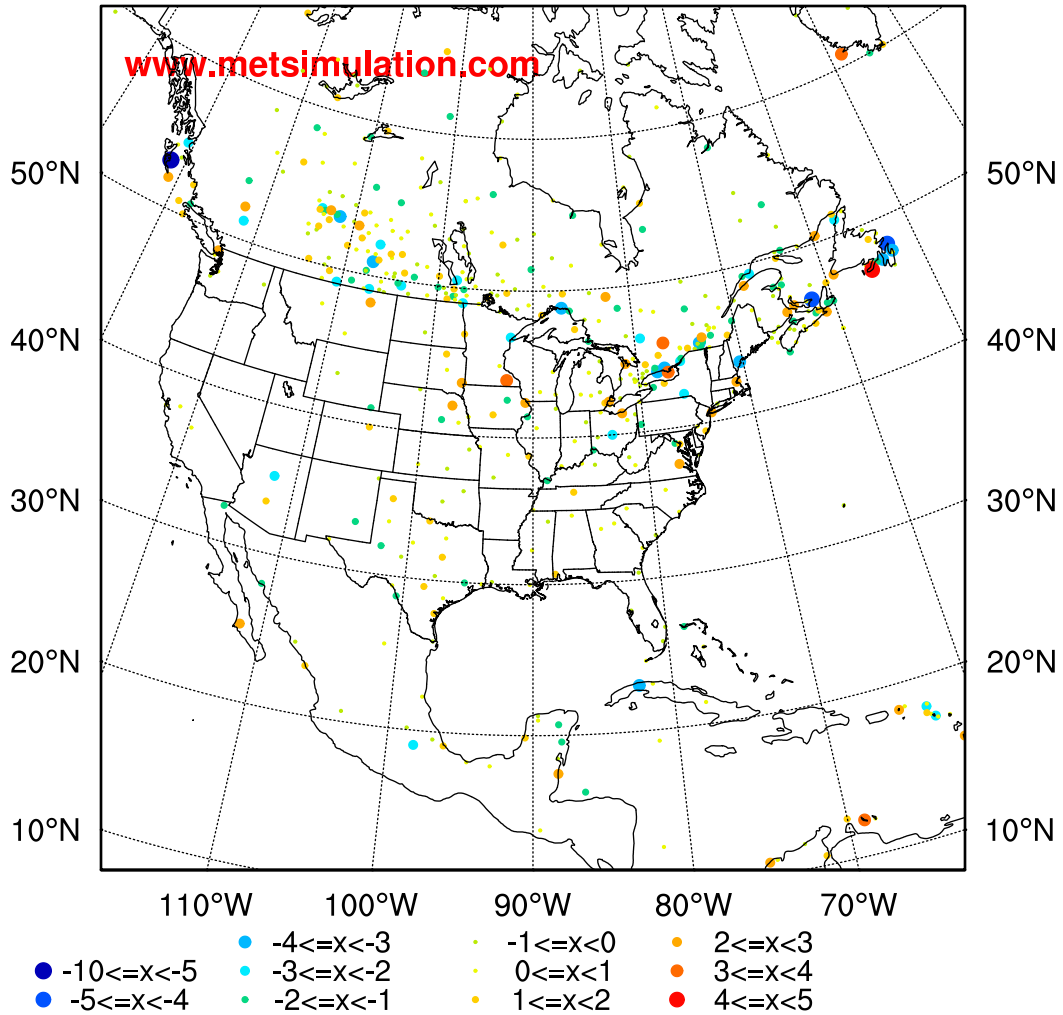 www.metsimulation.com
50°N 50°N
40°N 40°N
30°N 30°N
20°N 20°N
10°N 10°N
110°W 100°W 90°W 80°W 70°W
-4<=x<-3 -1<=x<0 2<=x<3
-10<=x<-5 -3<=x<-2 0<=x<1 3<=x<4
-5<=x<-4 -2<=x<-1 1<=x<2 4<=x<5